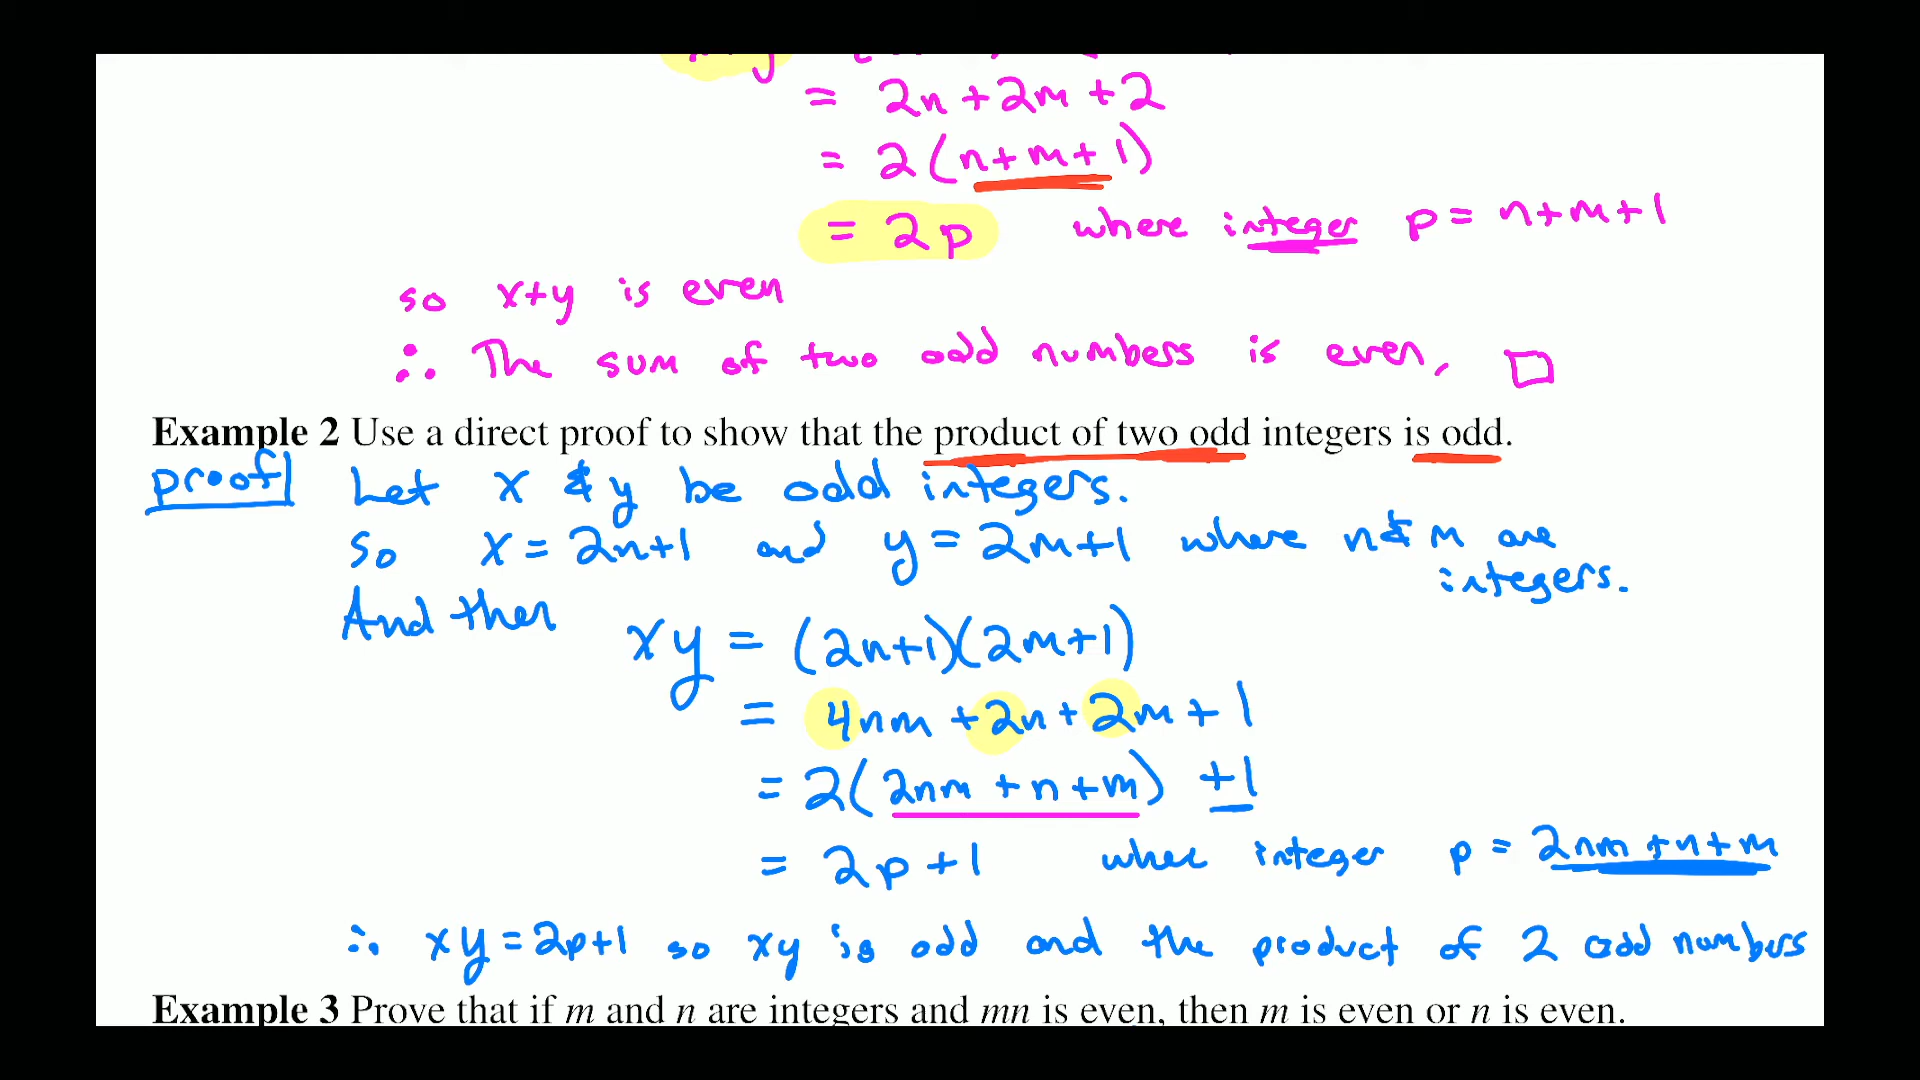 = 2n + 2m + 2
= 2(n+m+1)
= 2p where integer p = n+m+1
so x+y is even
∴ The sum of two odd numbers is even, □
Example 2 Use a direct proof to show that the product of two odd integers is odd.
proof| Let x & y be odd integers.
so x = 2n+1 and y = 2m+1 where n & m are
integers.
And then
xy = (2n+1)(2m+1)
= 4nm + 2n + 2m + 1
= 2(2nm + n + m) + 1
= 2p + 1 where integer p = 2nm + n + m
∴ xy = 2p+1 so xy is odd and the product of 2 odd numbers
Example 3 Prove that if m and n are integers and mn is even, then m is even or n is even.